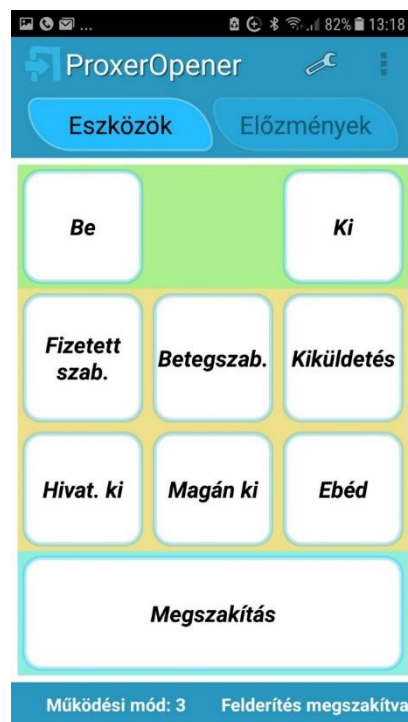 ... 82% 13:18
ProxerOpener
Eszközök Előzmények
Be Ki
Fizetett
szab.
Betegszab.
Kiküldetés
Hivat. ki Magán ki Ebéd
Megszakítás
Működési mód: 3 Felderítés megszakítva